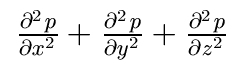 ∂²p/∂x² + ∂²p/∂y² + ∂²p/∂z²